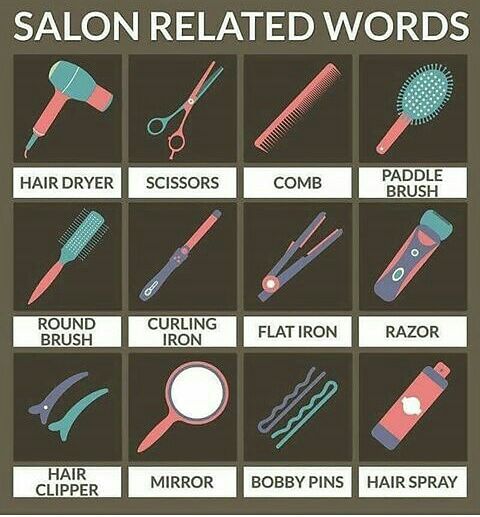 SALON RELATED WORDS
HAIR DRYER
SCISSORS
COMB
PADDLE
BRUSH
ROUND
BRUSH
CURLING
IRON
FLAT IRON
RAZOR
HAIR
CLIPPER
MIRROR
BOBBY PINS
HAIR SPRAY